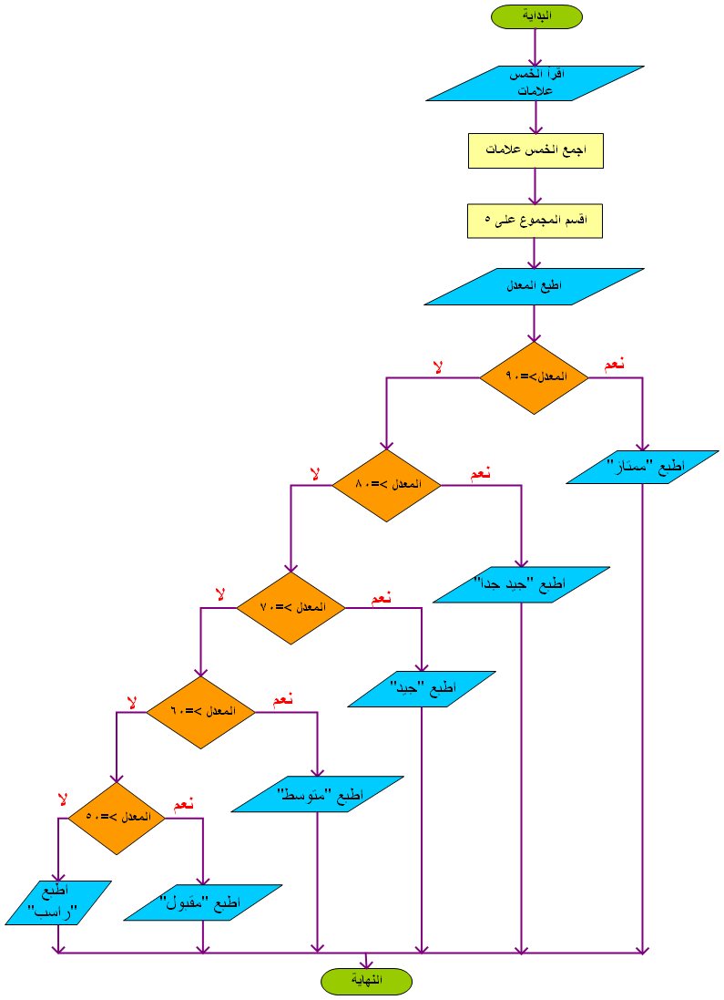 البداية
اقرأ الخمس
علامات
اجمع الخمس علامات
اقسم المجموع على ٥
اطبع المعدل
المعدل>=٩٠
نعم
لا
اطبع "ممتاز"
المعدل >=٨٠
نعم
لا
اطبع "جيد جدا"
المعدل >=٧٠
نعم
لا
اطبع "جيد"
المعدل >=٦٠
نعم
لا
اطبع "متوسط"
المعدل >=٥٠
نعم
لا
اطبع "مقبول"
اطبع
"راسب"
النهاية